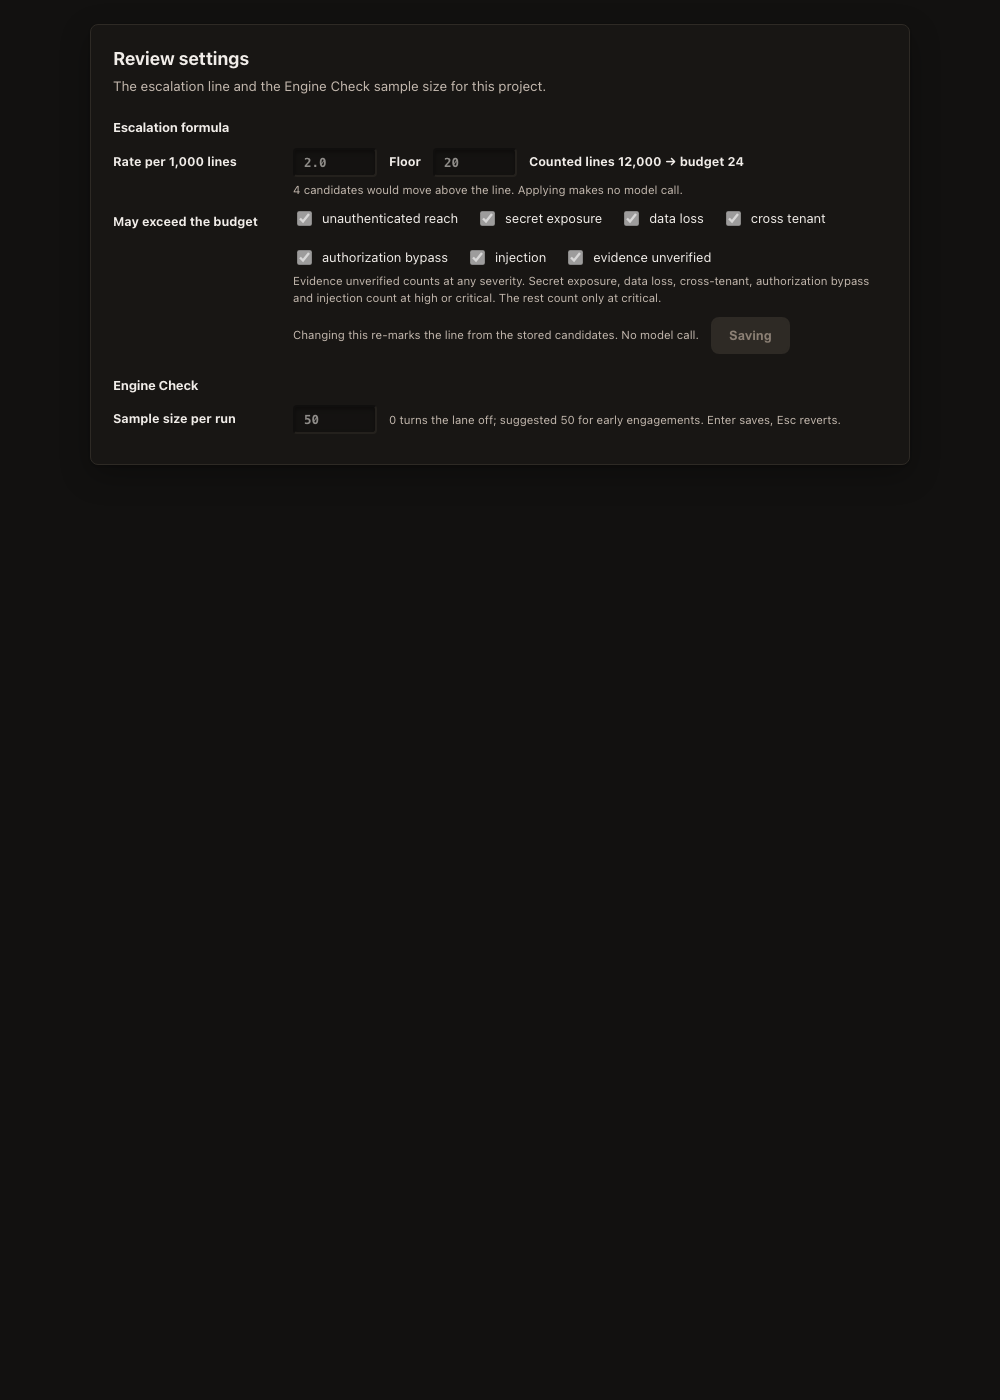 Review settings
The escalation line and the Engine Check sample size for this project.
Escalation formula
Rate per 1,000 lines 2.0 Floor 20 Counted lines 12,000 → budget 24
4 candidates would move above the line. Applying makes no model call.
May exceed the budget unauthenticated reach secret exposure data loss cross tenant
authorization bypass injection evidence unverified
Evidence unverified counts at any severity. Secret exposure, data loss, cross-tenant, authorization bypass
and injection count at high or critical. The rest count only at critical.
Changing this re-marks the line from the stored candidates. No model call. Saving
Engine Check
Sample size per run 50 0 turns the lane off; suggested 50 for early engagements. Enter saves, Esc reverts.